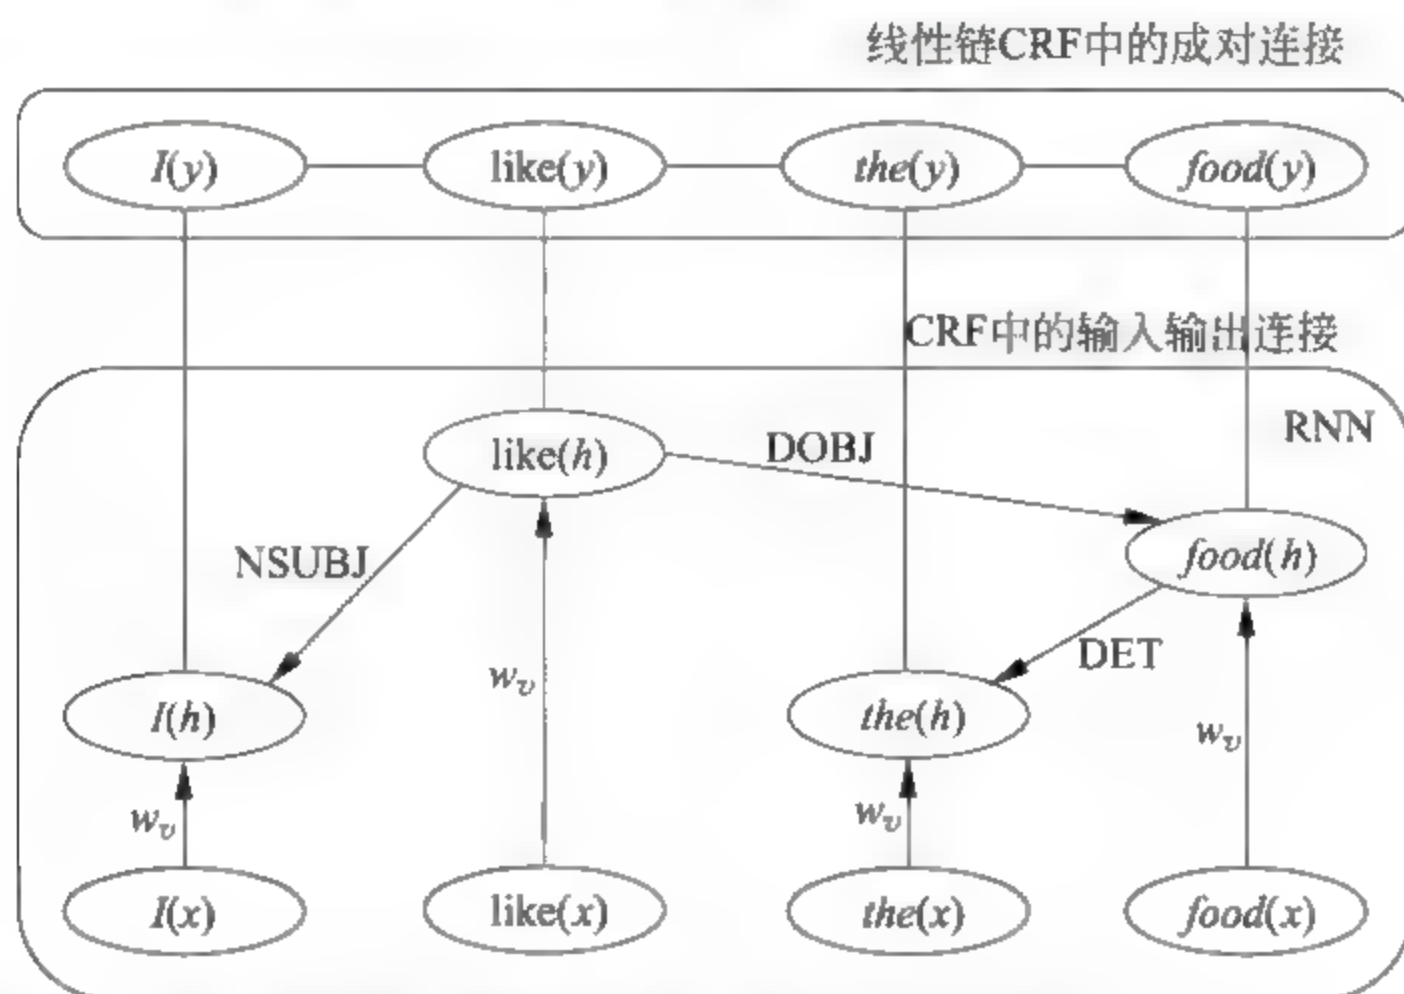 线性链CRF中的成对连接
I(y) like(y) the(y) food(y)
CRF中的输入输出连接
RNN
like(h) DOBJ
food(h)
NSUBJ
DET
w_v w_v
I(h) the(h)
w_v w_v
I(x) like(x) the(x) food(x)